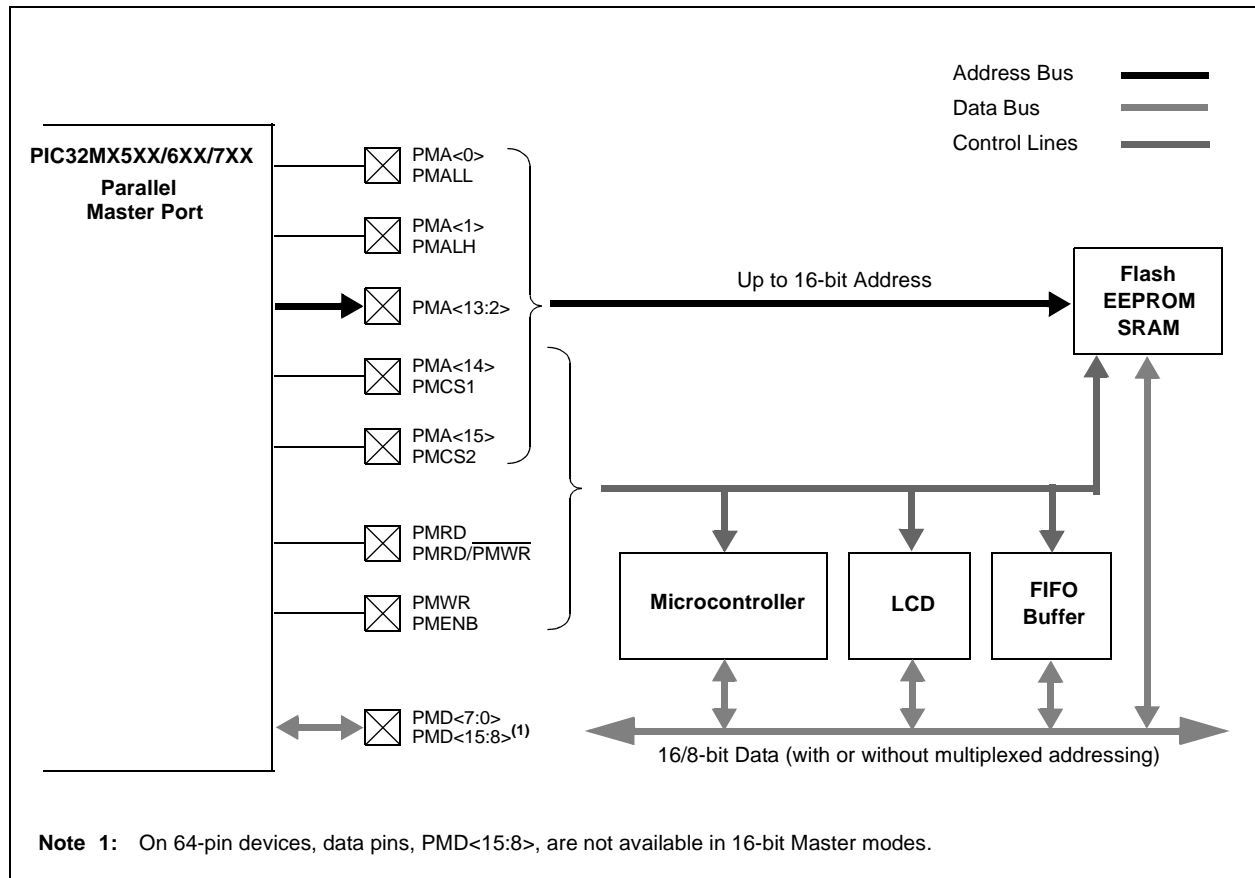 Address Bus
Data Bus
Control Lines
PIC32MX5XX/6XX/7XX
Parallel
Master Port
PMA<0>
PMALL
PMA<1>
PMALH
PMA<13:2>
Up to 16-bit Address
Flash
EEPROM
SRAM
PMA<14>
PMCS1
PMA<15>
PMCS2
PMRD
PMRD/PMWR
PMWR
PMENB
Microcontroller
LCD
FIFO
Buffer
PMD<7:0>
PMD<15:8>(1)
16/8-bit Data (with or without multiplexed addressing)
Note 1: On 64-pin devices, data pins, PMD<15:8>, are not available in 16-bit Master modes.